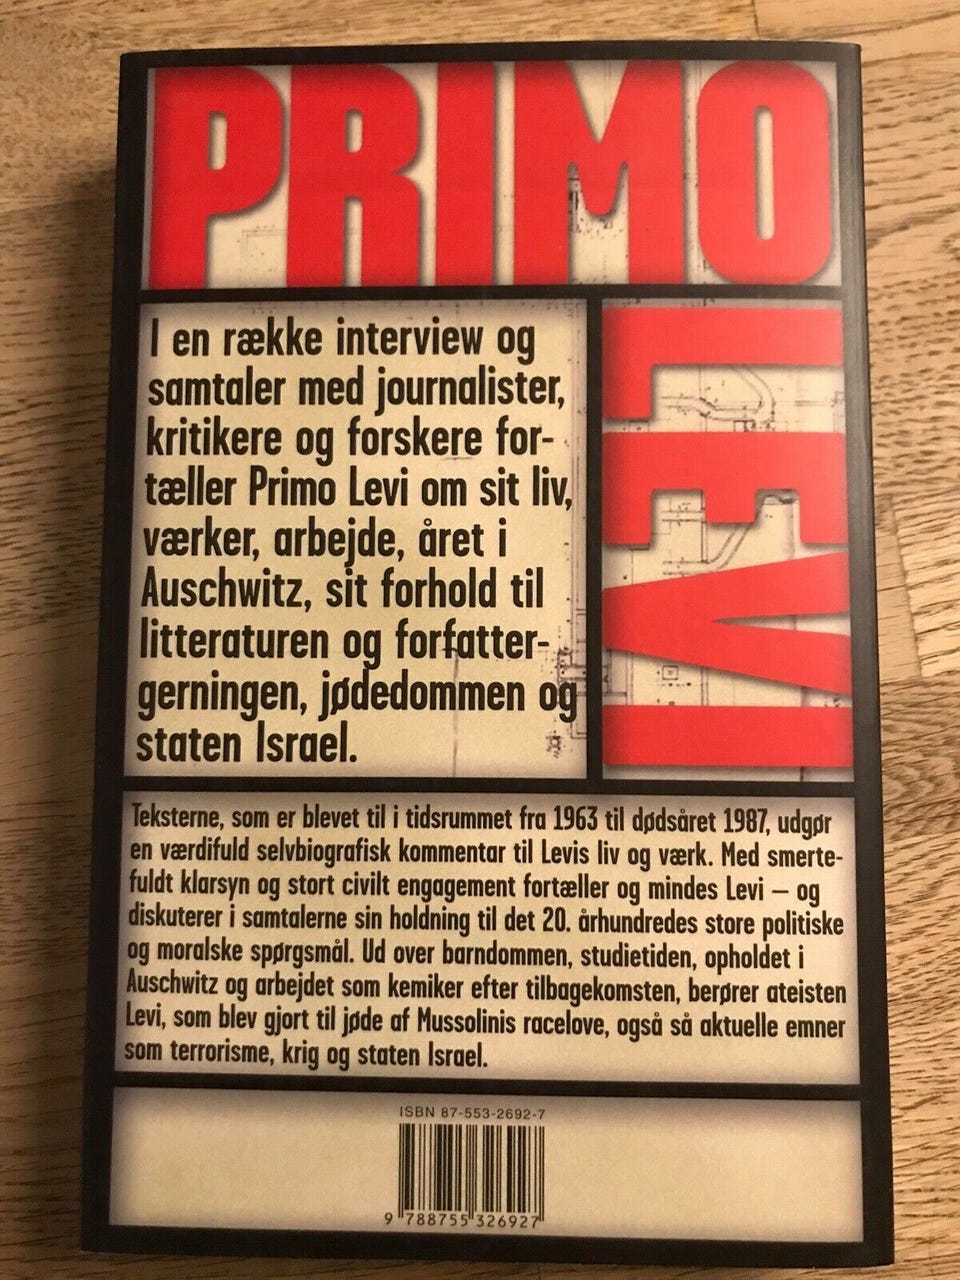 PRIMO
LEVI
I en række interview og
samtaler med journalister,
kritikere og forskere for-
tæller Primo Levi om sit liv,
værker, arbejde, året i
Auschwitz, sit forhold til
litteraturen og forfatter-
gerningen, jødedommen og
staten Israel.
Teksterne, som er blevet til i tidsrummet fra 1963 til dødsåret 1987, udgør
en værdifuld selvbiografisk kommentar til Levis liv og værk. Med smerte-
fuldt klarsyn og stort civilt engagement fortæller og mindes Levi – og
diskuterer i samtalerne sin holdning til det 20. århundredes store politiske
og moralske spørgsmål. Ud over barndommen, studietiden, opholdet i
Auschwitz og arbejdet som kemiker efter tilbagekomsten, berører ateisten
Levi, som blev gjort til jøde af Mussolinis racelove, også så aktuelle emner
som terrorisme, krig og staten Israel.
ISBN 87-553-2692-7
9 788755 326927